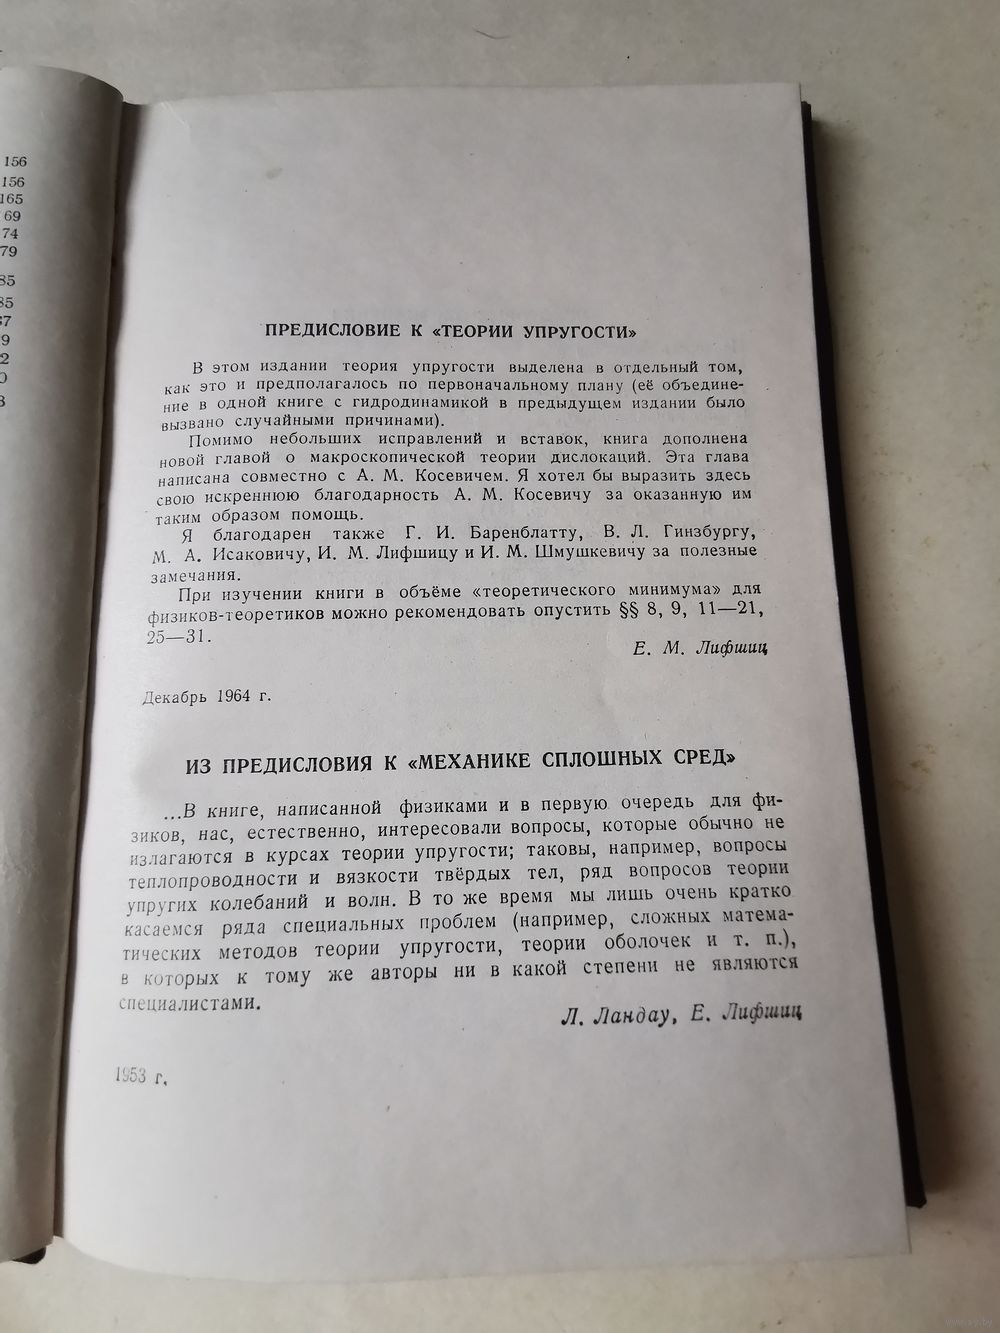 156
156
165
69
74
79
85
85
37
9
2
0
3
ПРЕДИСЛОВИЕ К «ТЕОРИИ УПРУГОСТИ»
В этом издании теория упругости выделена в отдельный том,
как это и предполагалось по первоначальному плану (её объедине-
ние в одной книге с гидродинамикой в предыдущем издании было
вызвано случайными причинами).
Помимо небольших исправлений и вставок, книга дополнена
новой главой о макроскопической теории дислокаций. Эта глава
написана совместно с А. М. Косевичем. Я хотел бы выразить здесь
свою искреннюю благодарность А. М. Косевичу за оказанную им
таким образом помощь.
Я благодарен также Г. И. Баренблатту, В. Л. Гинзбургу,
М. А. Исаковичу, И. М. Лифшицу и И. М. Шмушкевичу за полезные
замечания.
При изучении книги в объёме «теоретического минимума» для
физиков-теоретиков можно рекомендовать опустить §§ 8, 9, 11—21,
25—31.
Е. М. Лифшиц
Декабрь 1964 г.
ИЗ ПРЕДИСЛОВИЯ К «МЕХАНИКЕ СПЛОШНЫХ СРЕД»
...В книге, написанной физиками и в первую очередь для фи-
зиков, нас, естественно, интересовали вопросы, которые обычно не
излагаются в курсах теории упругости; таковы, например, вопросы
теплопроводности и вязкости твёрдых тел, ряд вопросов теории
упругих колебаний и волн. В то же время мы лишь очень кратко
касаемся ряда специальных проблем (например, сложных матема-
тических методов теории упругости, теории оболочек и т. п.),
в которых к тому же авторы ни в какой степени не являются
специалистами.
Л. Ландау, Е. Лифшиц
1953 г.